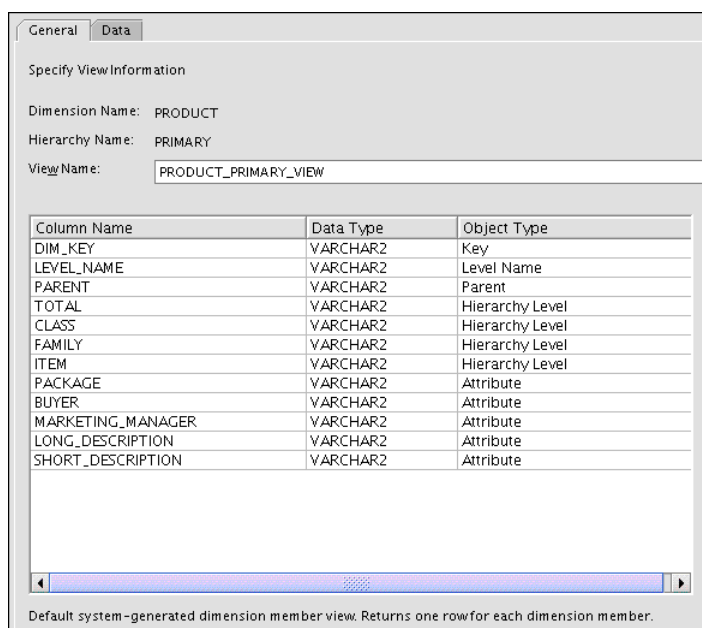 General Data
Specify View Information
Dimension Name: PRODUCT
Hierarchy Name: PRIMARY
View Name: PRODUCT_PRIMARY_VIEW
Column Name Data Type Object Type
DIM_KEY VARCHAR2 Key
LEVEL_NAME VARCHAR2 Level Name
PARENT VARCHAR2 Parent
TOTAL VARCHAR2 Hierarchy Level
CLASS VARCHAR2 Hierarchy Level
FAMILY VARCHAR2 Hierarchy Level
ITEM VARCHAR2 Hierarchy Level
PACKAGE VARCHAR2 Attribute
BUYER VARCHAR2 Attribute
MARKETING_MANAGER VARCHAR2 Attribute
LONG_DESCRIPTION VARCHAR2 Attribute
SHORT_DESCRIPTION VARCHAR2 Attribute
Default system-generated dimension member view. Returns one row for each dimension member.